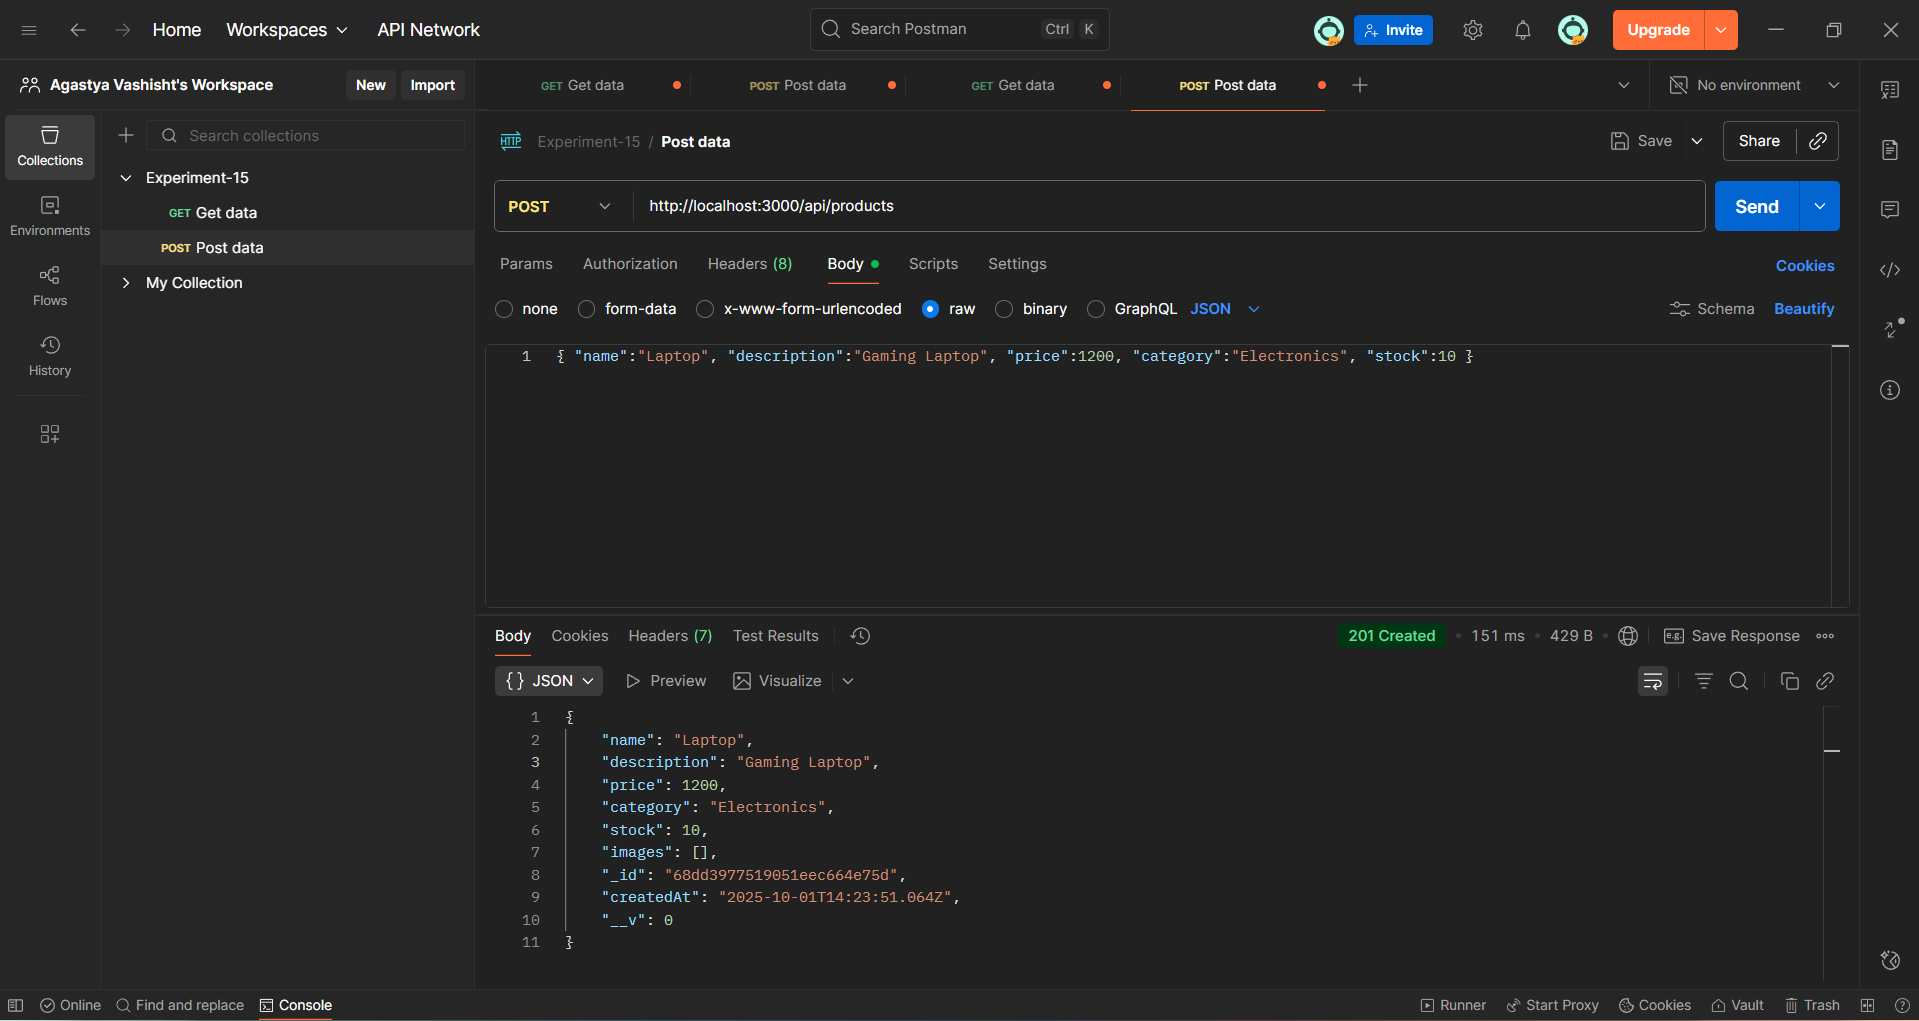 Home Workspaces API Network Search Postman Ctrl K Invite Upgrade
Agastya Vashisht's Workspace New Import GET Get data POST Post data GET Get data POST Post data No environment
Collections
Environments
Flows
History
Search collections
Experiment-15
GET Get data
POST Post data
My Collection
HTTP Experiment-15 / Post data Save Share
POST http://localhost:3000/api/products Send
Params Authorization Headers (8) Body Scripts Settings Cookies
none form-data x-www-form-urlencoded raw binary GraphQL JSON Schema Beautify
1 { "name":"Laptop", "description":"Gaming Laptop", "price":1200, "category":"Electronics", "stock":10 }
Body Cookies Headers (7) Test Results 201 Created • 151 ms • 429 B • e.g. Save Response
{} JSON Preview Visualize
1 {
2 "name": "Laptop",
3 "description": "Gaming Laptop",
4 "price": 1200,
5 "category": "Electronics",
6 "stock": 10,
7 "images": [],
8 "_id": "68dd3977519051eec664e75d",
9 "createdAt": "2025-10-01T14:23:51.064Z",
10 "__v": 0
11 }
Online Find and replace Console Runner Start Proxy Cookies Vault Trash